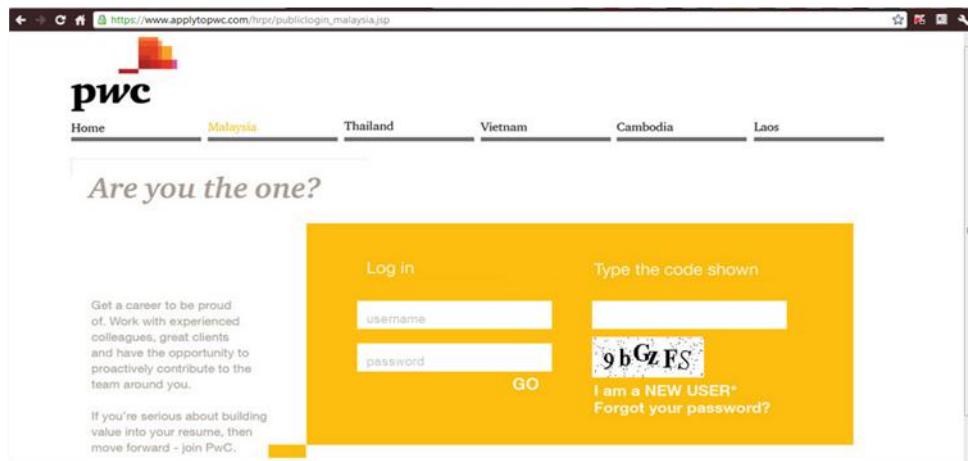 https://www.applytopwc.com/hrpr/publiclogin_malaysia.jsp
pwc
Home Malaysia Thailand Vietnam Cambodia Laos
Are you the one?
Get a career to be proud
of. Work with experienced
colleagues, great clients
and have the opportunity to
proactively contribute to the
team around you.
If you're serious about building
value into your resume, then
move forward - join PwC.
Log in
username
password
GO
Type the code shown
9bGzFS
I am a NEW USER*
Forgot your password?